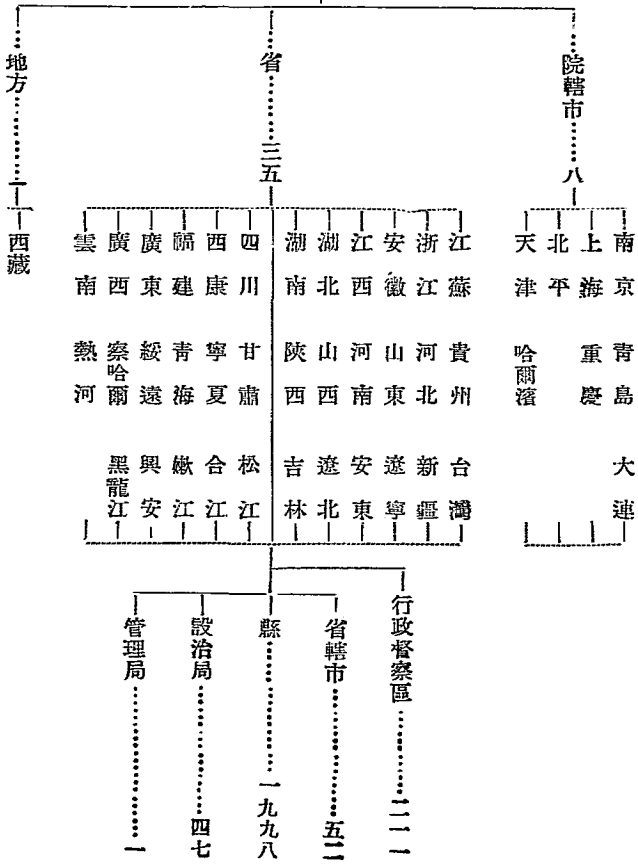 院轄市………八
南京 青島 大連
上海 重慶
北平
天津 哈爾濱
省………三五
江蘇 貴州 台灣
浙江 河北 新疆
安徽 山東 遼寧
江西 河南 安東
湖北 山西 遼北
湖南 陝西 吉林
四川 甘肅 松江
西康 寧夏 合江
福建 青海 嫩江
廣東 綏遠 興安
廣西 察哈爾 黑龍江
雲南 熱河
地方………一
西藏
行政督察區………二一一
省轄市………五二
縣………一九九八
設治局………四七
管理局………一